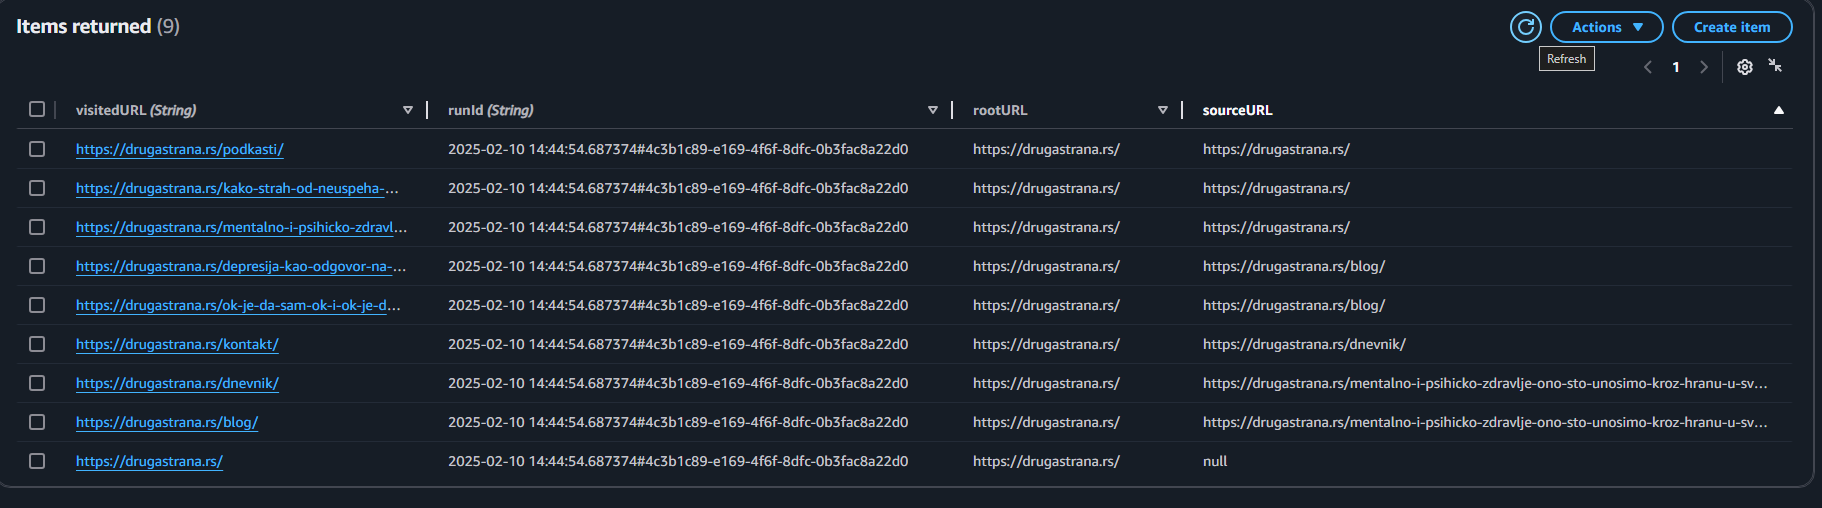 Items returned (9)
Actions
Create item
Refresh
1
visitedURL (String) runId (String) rootURL sourceURL
https://drugastrana.rs/podkasti/ 2025-02-10 14:44:54.687374#4c3b1c89-e169-4f6f-8dfc-0b3fac8a22d0 https://drugastrana.rs/ https://drugastrana.rs/
https://drugastrana.rs/kako-strah-od-neuspeha-... 2025-02-10 14:44:54.687374#4c3b1c89-e169-4f6f-8dfc-0b3fac8a22d0 https://drugastrana.rs/ https://drugastrana.rs/
https://drugastrana.rs/mentalno-i-psihicko-zdravl... 2025-02-10 14:44:54.687374#4c3b1c89-e169-4f6f-8dfc-0b3fac8a22d0 https://drugastrana.rs/ https://drugastrana.rs/
https://drugastrana.rs/depresija-kao-odgovor-na-... 2025-02-10 14:44:54.687374#4c3b1c89-e169-4f6f-8dfc-0b3fac8a22d0 https://drugastrana.rs/ https://drugastrana.rs/blog/
https://drugastrana.rs/ok-je-da-sam-ok-i-ok-je-d... 2025-02-10 14:44:54.687374#4c3b1c89-e169-4f6f-8dfc-0b3fac8a22d0 https://drugastrana.rs/ https://drugastrana.rs/blog/
https://drugastrana.rs/kontakt/ 2025-02-10 14:44:54.687374#4c3b1c89-e169-4f6f-8dfc-0b3fac8a22d0 https://drugastrana.rs/ https://drugastrana.rs/dnevnik/
https://drugastrana.rs/dnevnik/ 2025-02-10 14:44:54.687374#4c3b1c89-e169-4f6f-8dfc-0b3fac8a22d0 https://drugastrana.rs/ https://drugastrana.rs/mentalno-i-psihicko-zdravlje-ono-sto-unosimo-kroz-hranu-u-sv...
https://drugastrana.rs/blog/ 2025-02-10 14:44:54.687374#4c3b1c89-e169-4f6f-8dfc-0b3fac8a22d0 https://drugastrana.rs/ https://drugastrana.rs/mentalno-i-psihicko-zdravlje-ono-sto-unosimo-kroz-hranu-u-sv...
https://drugastrana.rs/ 2025-02-10 14:44:54.687374#4c3b1c89-e169-4f6f-8dfc-0b3fac8a22d0 https://drugastrana.rs/ null